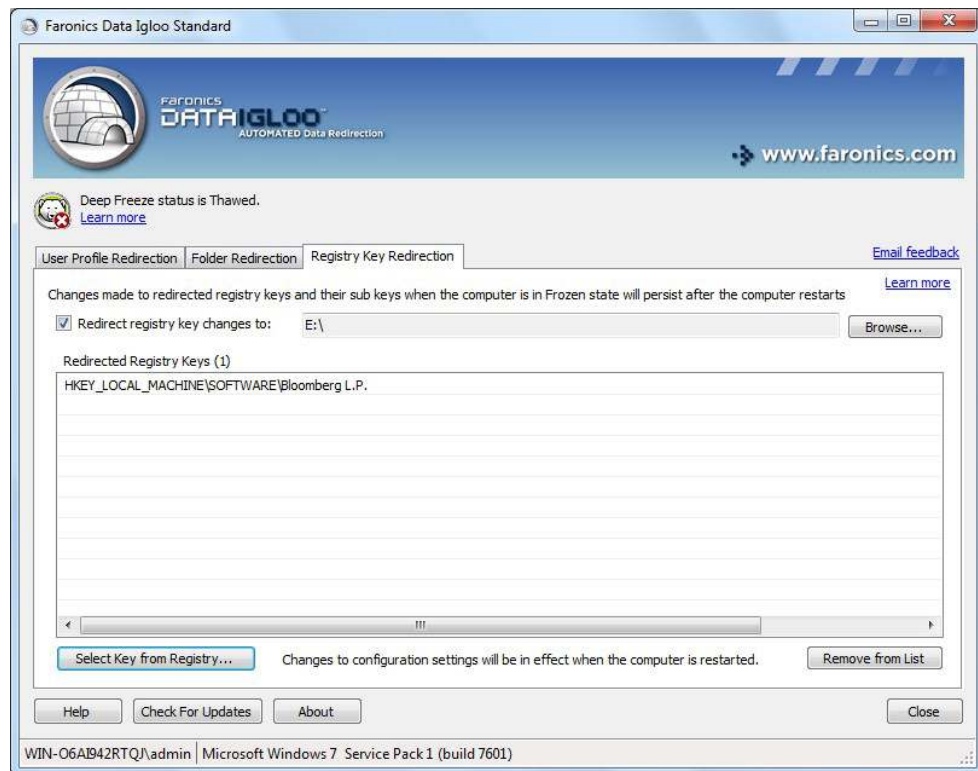 Faronics Data Igloo Standard
FARONICS
DATAIGLOO™
AUTOMATED Data Redirection
www.faronics.com
Deep Freeze status is Thawed.
Learn more
User Profile Redirection
Folder Redirection
Registry Key Redirection
Email feedback
Learn more
Changes made to redirected registry keys and their sub keys when the computer is in Frozen state will persist after the computer restarts
Redirect registry key changes to:
E:\
Browse...
Redirected Registry Keys (1)
HKEY_LOCAL_MACHINE\SOFTWARE\Bloomberg L.P.
Select Key from Registry...
Changes to configuration settings will be in effect when the computer is restarted.
Remove from List
Help
Check For Updates
About
Close
WIN-O6AI942RTQJ\admin
Microsoft Windows 7 Service Pack 1 (build 7601)